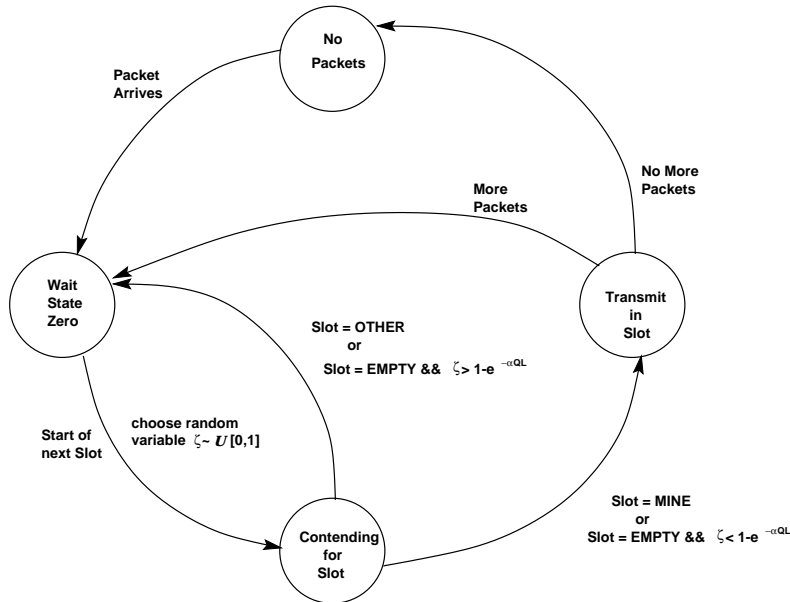 No
Packets
Packet
Arrives
No More
Packets
More
Packets
Wait
State
Zero
Transmit
in
Slot
Slot = OTHER
or
Slot = EMPTY && ζ > 1-e^{-αQL}
Start of
next Slot
choose random
variable ζ ~ U [0,1]
Contending
for
Slot
Slot = MINE
or
Slot = EMPTY && ζ < 1-e^{-αQL}